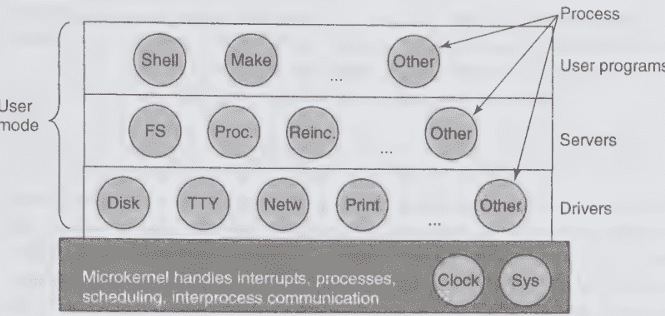 Process
Shell
Make
...
Other
User programs
User
mode
FS
Proc.
Reinc.
...
Other
Servers
Disk
TTY
Netw
Print
...
Other
Drivers
Microkernel handles interrupts, processes,
scheduling, interprocess communication
Clock
Sys